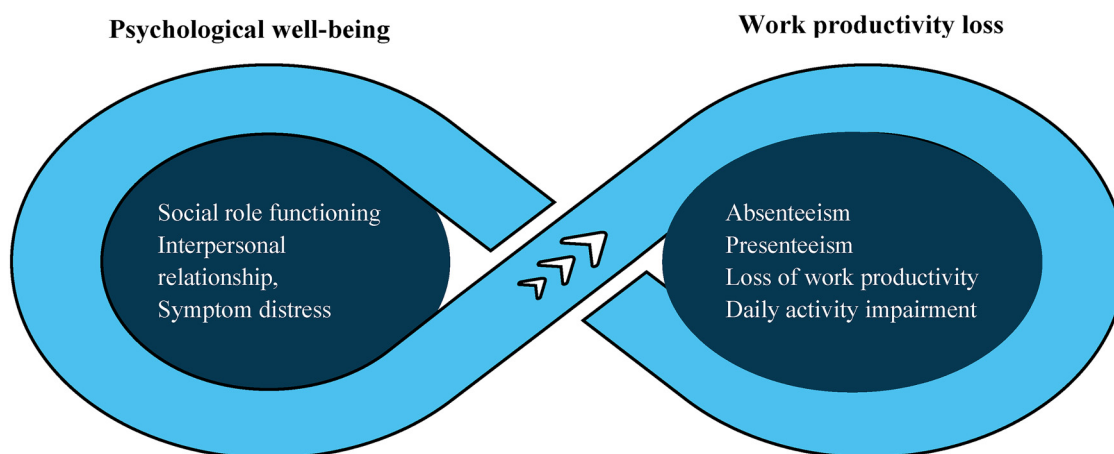 Psychological well-being
Work productivity loss
Social role functioning
Interpersonal
relationship,
Symptom distress
Absenteeism
Presenteeism
Loss of work productivity
Daily activity impairment